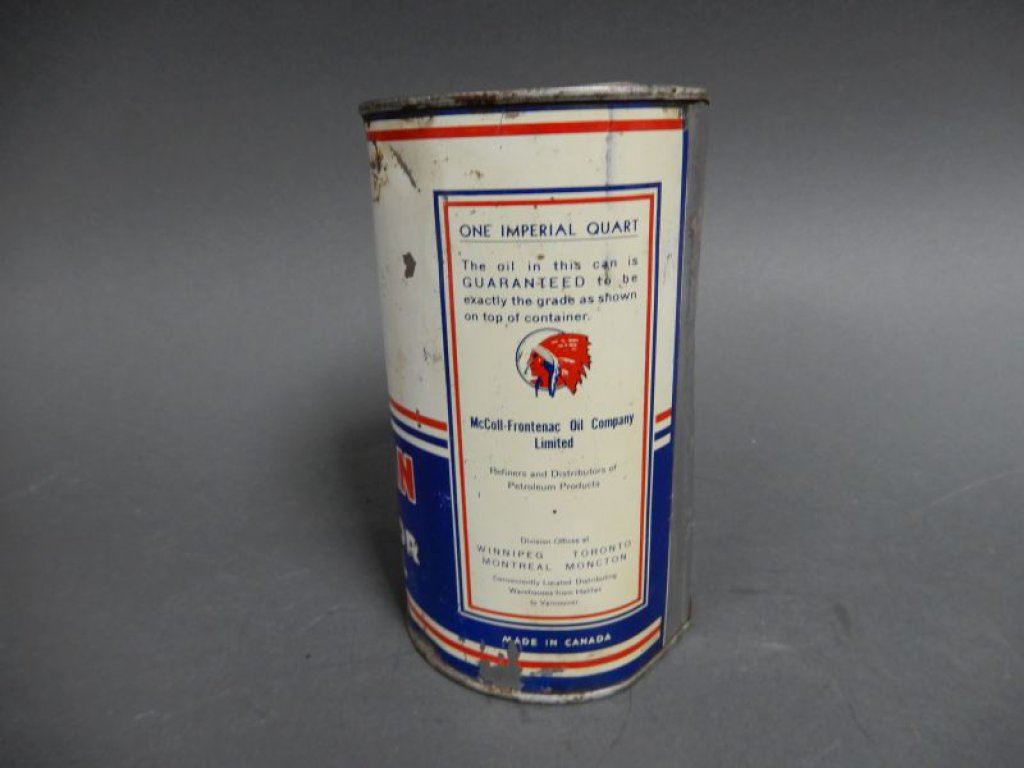 ONE IMPERIAL QUART
The oil in this can is
GUARANTEED to be
exactly the grade as shown
on top of container.
McColl-Frontenac Oil Company
Limited
Refiners and Distributors of
Petroleum Products
Division Offices at
WINNIPEG TORONTO
MONTREAL MONCTON
Conveniently Located Distributing
Warehouses from Halifax
to Vancouver
MADE IN CANADA
N
OR